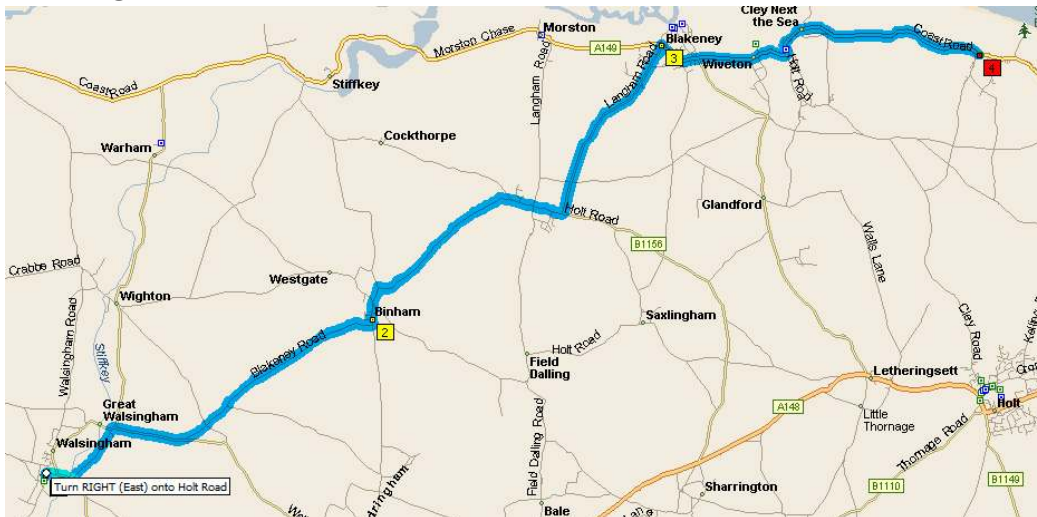 Cley Next
the Sea
Morston
Blakeney
Coast Road
A149
Morston Chase
3
4
Wiveton
Holt Road
Stiffkey
Langham Road
Langham Road
Coast Road
Cockthorpe
Warham
Glandford
Holt Road
Walls Lane
B1156
Crabbe Road
Westgate
Wighton
Saxlingham
Binham
2
Cley Road
Walsingham Road
Stiffkey
Holt Road
Blakeney Road
Field
Dalling
Letheringsett
Great
Walsingham
A148
Little
Thornage
Holt
Walsingham
Thornage Road
Field Dalling Road
Turn RIGHT (East) onto Holt Road
Sharrington
B1110
B1149
Bale